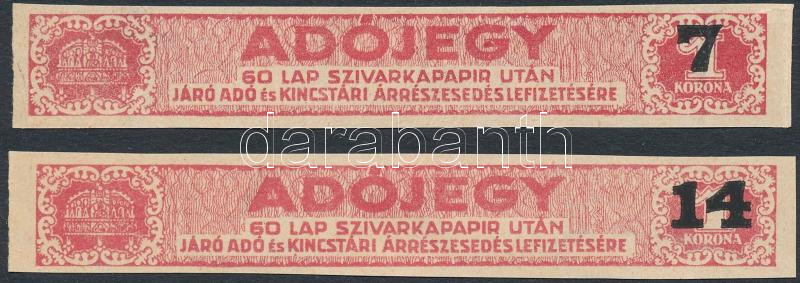 ADÓJEGY
7
60 LAP SZIVARKAPAPIR UTÁN
JÁRÓ ADÓ és KINCSTÁRI ÁRRÉSZESEDÉS LEFIZETÉSÉRE
KORONA
darabanth
ADÓJEGY
14
60 LAP SZIVARKAPAPIR UTÁN
JÁRÓ ADÓ és KINCSTÁRI ÁRRÉSZESEDÉS LEFIZETÉSÉRE
KORONA